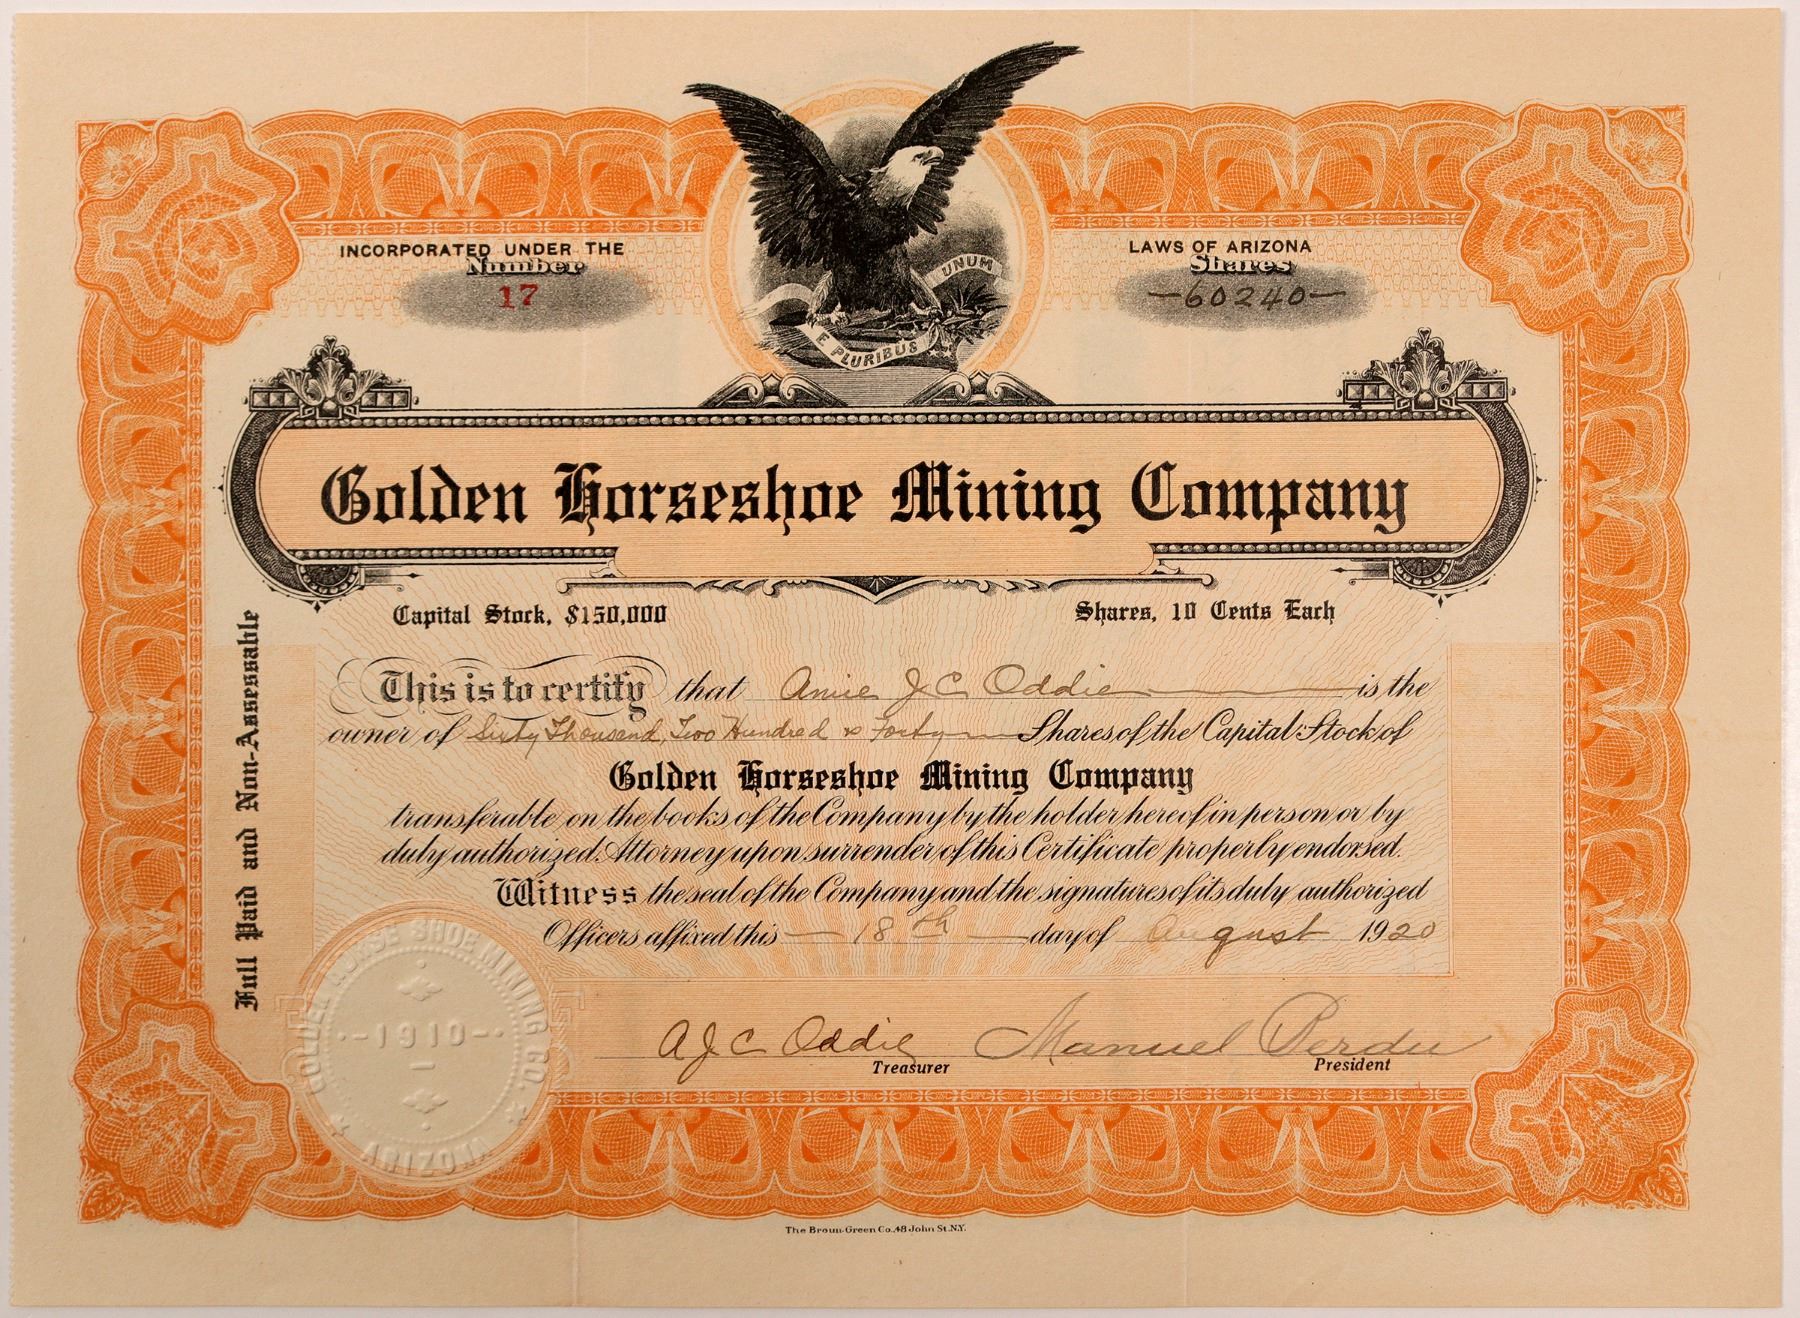 INCORPORATED UNDER THE
Number
17
LAWS OF ARIZONA
Shares
—60240—
UNUM
E PLURIBUS
Golden Horseshoe Mining Company
Capital Stock, $150,000
Shares, 10 Cents Each
Full Paid and Non-Assessable
This is to certify that Amie J C Oddie is the
owner of Sixty Thousand, Two Hundred & Forty Shares of the Capital Stock of
Golden Horseshoe Mining Company
transferable on the books of the Company by the holder hereof in person or by
duly authorized Attorney upon surrender of this Certificate properly endorsed.
Witness the seal of the Company and the signatures of its duly authorized
Officers affixed this — 18th — day of August 1920
GOLDEN HORSE SHOE MINING CO.
1910
ARIZONA
A J C Oddie
Treasurer
Manuel Perdu
President
The Broun-Green Co. 48 John St. N.Y.